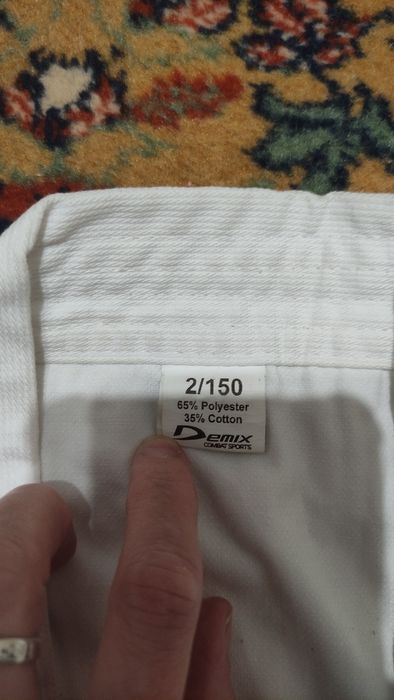 2/150
65% Polyester
35% Cotton
Demix
COMBAT SPORTS